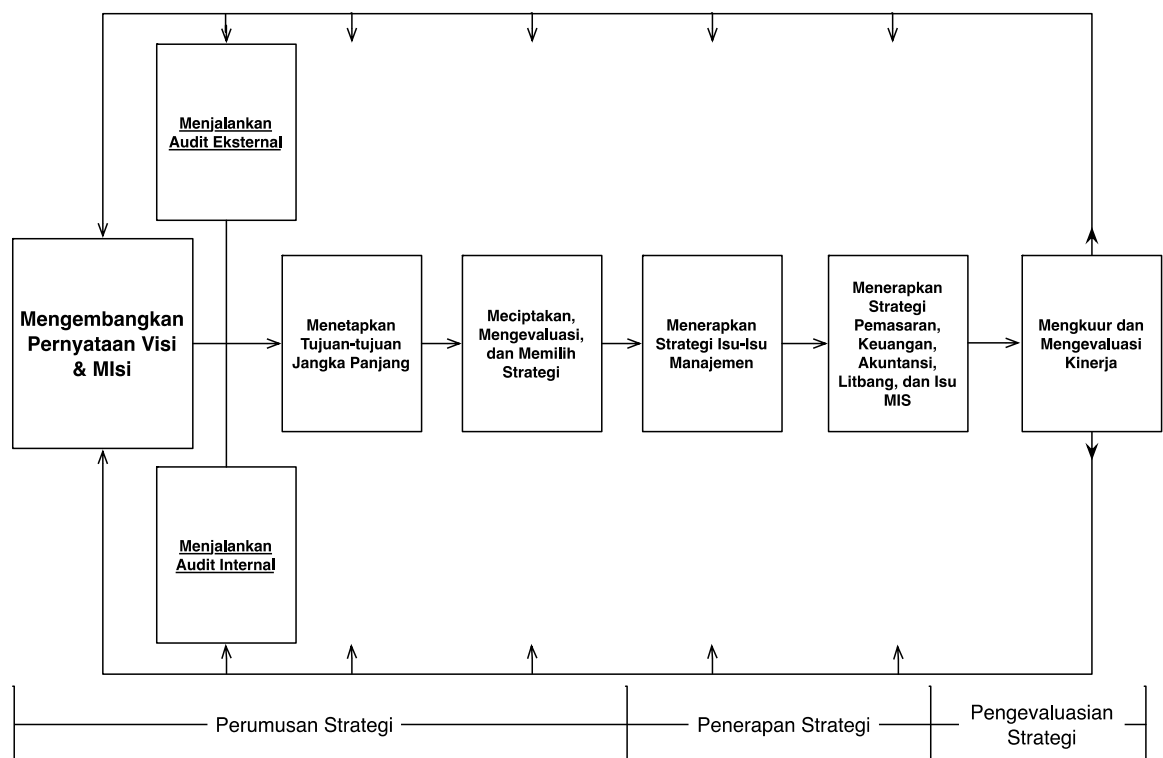 Menjalankan
Audit Eksternal
Mengembangkan
Pernyataan Visi
& MIsi
Menetapkan
Tujuan-tujuan
Jangka Panjang
Meciptakan,
Mengevaluasi,
dan Memilih
Strategi
Menerapkan
Strategi Isu-Isu
Manajemen
Menerapkan
Strategi
Pemasaran,
Keuangan,
Akuntansi,
Litbang, dan Isu
MIS
Mengkuur dan
Mengevaluasi
Kinerja
Menjalankan
Audit Internal
Perumusan Strategi
Penerapan Strategi
Pengevaluasian
Strategi